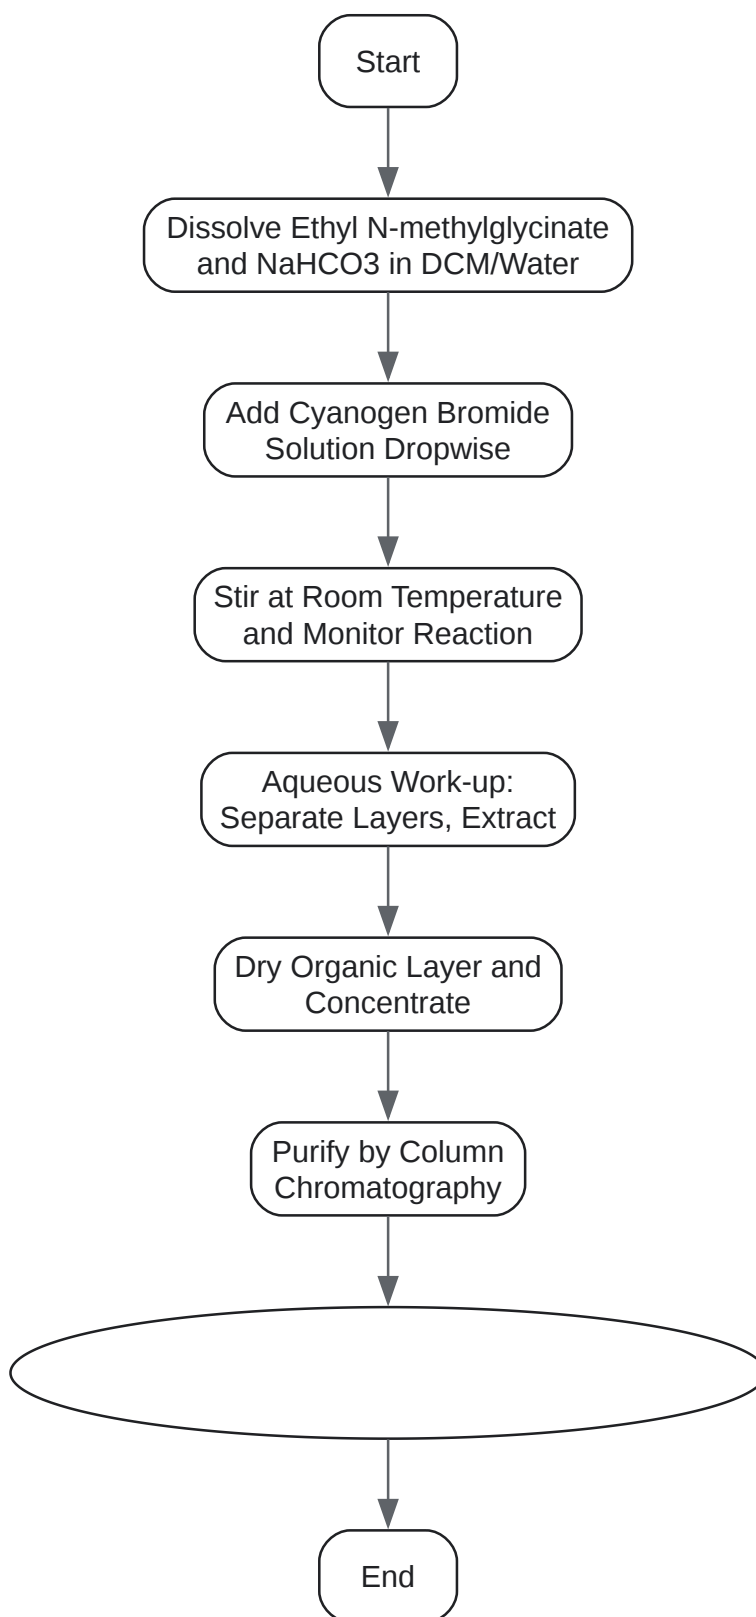 Start
Dissolve Ethyl N-methylglycinate
and NaHCO3 in DCM/Water
Add Cyanogen Bromide
Solution Dropwise
Stir at Room Temperature
and Monitor Reaction
Aqueous Work-up:
Separate Layers, Extract
Dry Organic Layer and
Concentrate
Purify by Column
Chromatography
End